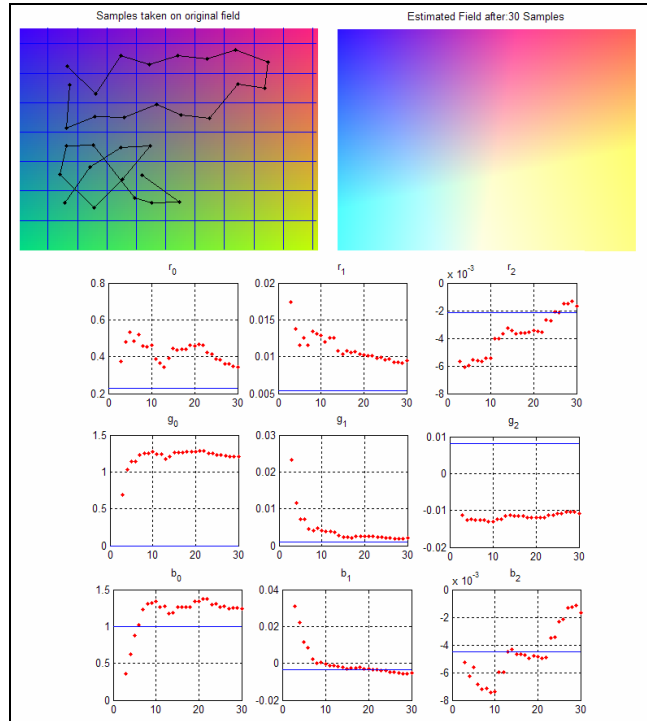 Samples taken on original field
Estimated Field after:30 Samples
r0
r1
x 10^-3 r2
0.8
0.6
0.4
0.2
0 10 20 30
0.02
0.015
0.01
0.005
0 10 20 30
0
-2
-4
-6
-8
0 10 20 30
g0
g1
g2
1.5
1
0.5
0
0 10 20 30
0.03
0.02
0.01
0
0 10 20 30
0.01
0
-0.01
-0.02
0 10 20 30
b0
b1
x 10^-3 b2
1.5
1
0.5
0
0 10 20 30
0.04
0.02
0
-0.02
0 10 20 30
0
-2
-4
-6
-8
0 10 20 30